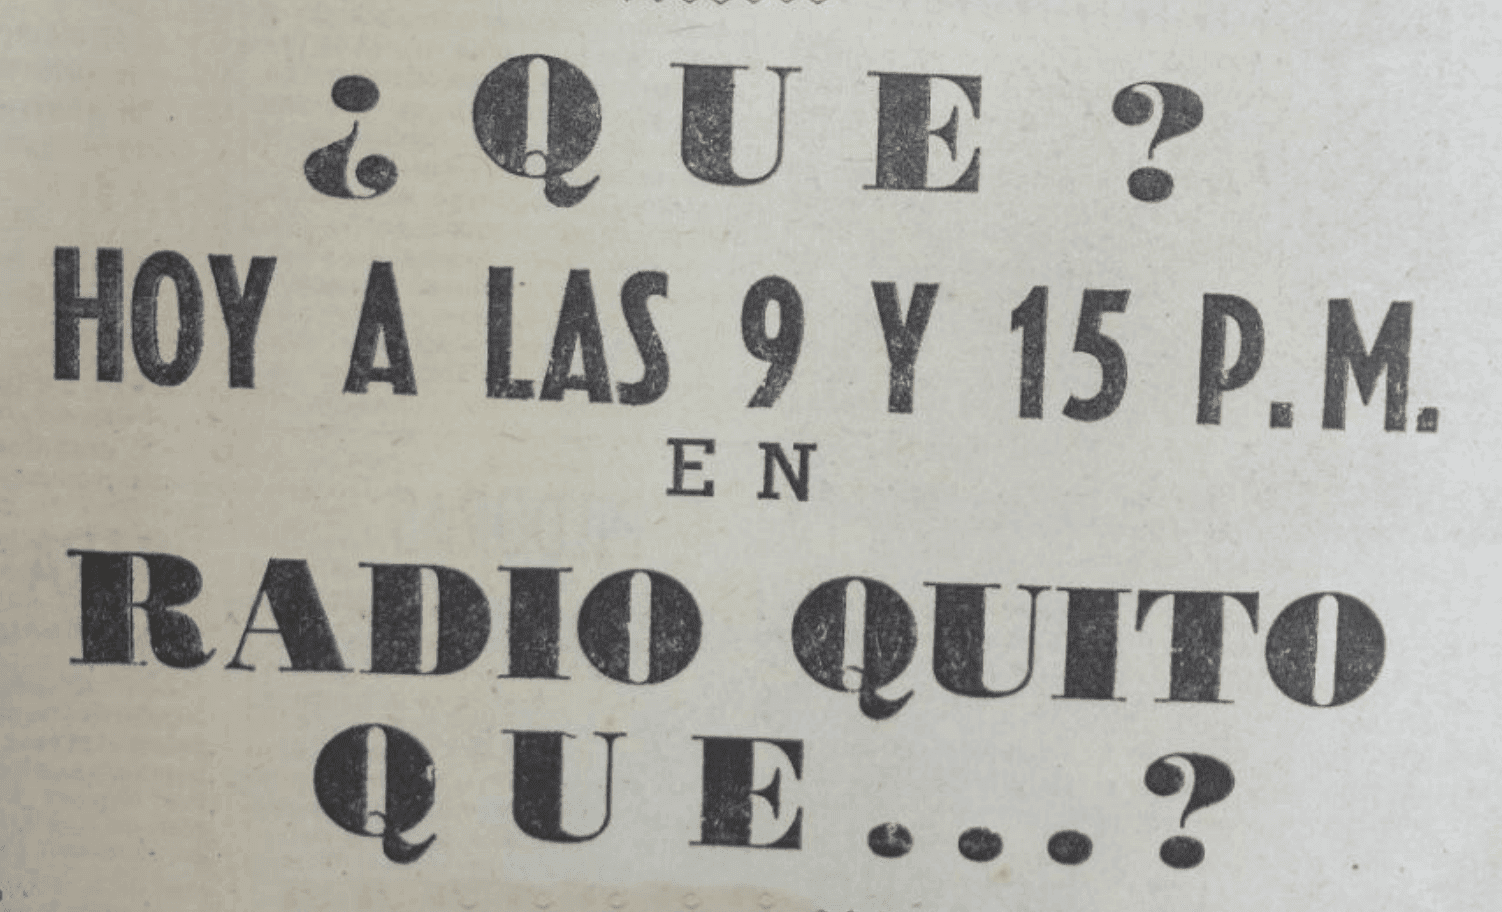 ¿QUE?
HOY A LAS 9 Y 15 P.M.
EN
RADIO QUITO
QUE...?